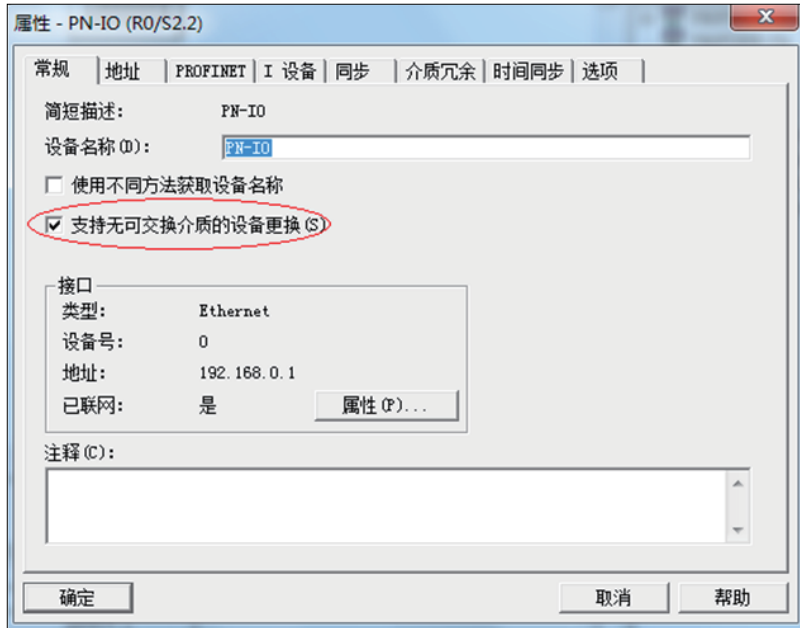 属性 - PN-IO (R0/S2.2)
常规 地址 PROFINET I 设备 同步 介质冗余 时间同步 选项
简短描述: PN-IO
设备名称(D): PN-IO
使用不同方法获取设备名称
支持无可交换介质的设备更换(S)
接口
类型: Ethernet
设备号: 0
地址: 192.168.0.1
已联网: 是 属性(P)...
注释(C):
确定 取消 帮助